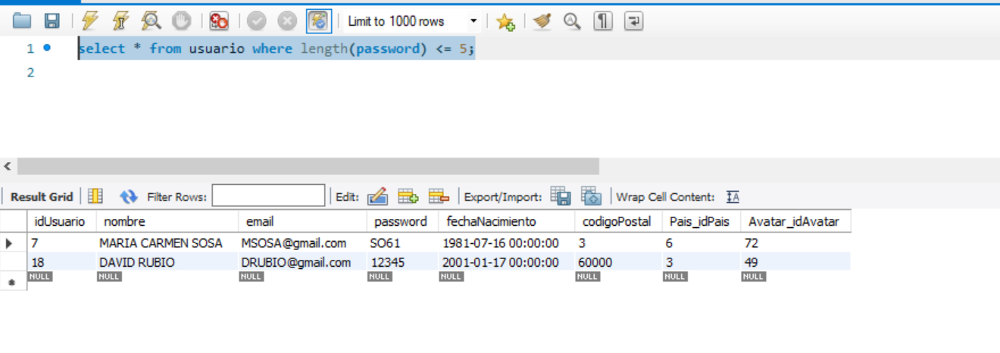 Limit to 1000 rows
1 select * from usuario where length(password) <= 5;
2
Result Grid Filter Rows: Edit: Export/Import: Wrap Cell Content: IA
idUsuario nombre email password fechaNacimiento codigoPostal Pais_idPais Avatar_idAvatar
7 MARIA CARMEN SOSA MSOSA@gmail.com SO61 1981-07-16 00:00:00 3 6 72
18 DAVID RUBIO DRUBIO@gmail.com 12345 2001-01-17 00:00:00 60000 3 49
NULL NULL NULL NULL NULL NULL NULL NULL